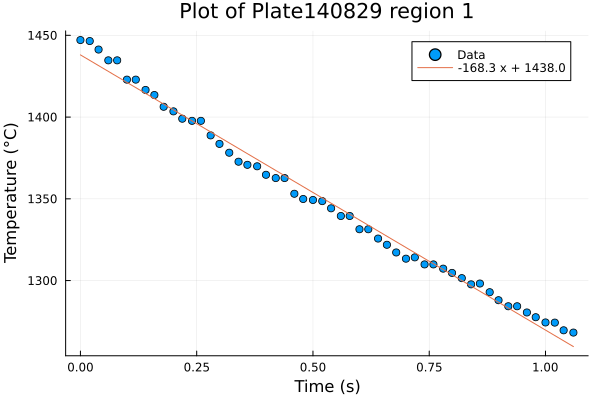 Plot of Plate140829 region 1
Temperature (°C)
1450
1400
1350
1300
Data
-168.3 x + 1438.0
0.00
0.25
0.50
0.75
1.00
Time (s)